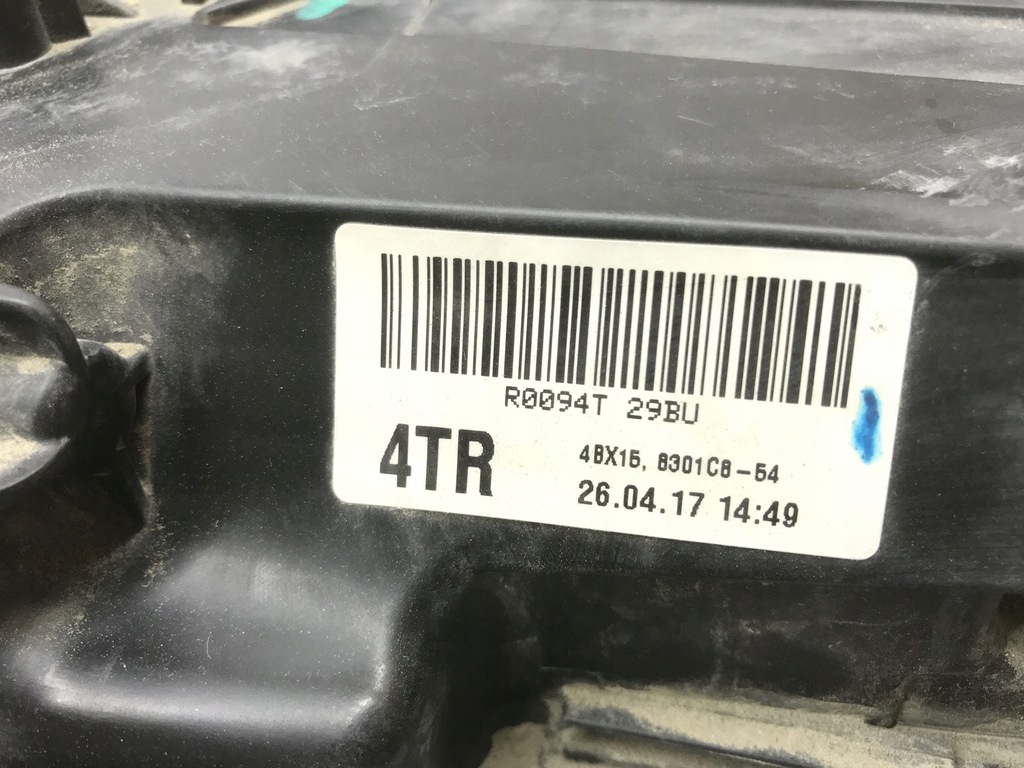 R0094T 29BU
4TR
4BX15, 8301C8-54
26.04.17 14:49